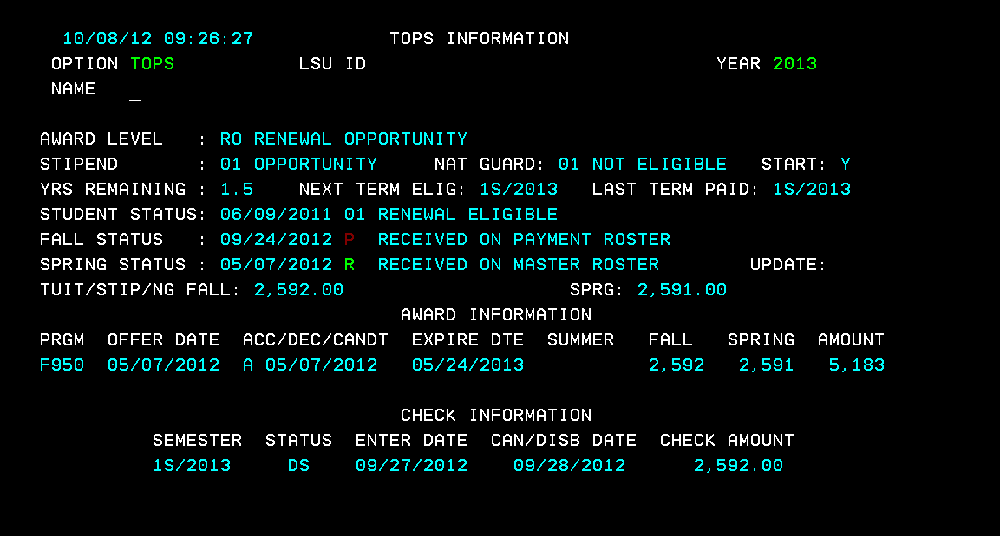 10/08/12 09:26:27 TOPS INFORMATION
OPTION TOPS LSU ID YEAR 2013
NAME _
AWARD LEVEL : RO RENEWAL OPPORTUNITY
STIPEND : 01 OPPORTUNITY NAT GUARD: 01 NOT ELIGIBLE START: Y
YRS REMAINING : 1.5 NEXT TERM ELIG: 1S/2013 LAST TERM PAID: 1S/2013
STUDENT STATUS: 06/09/2011 01 RENEWAL ELIGIBLE
FALL STATUS : 09/24/2012 P RECEIVED ON PAYMENT ROSTER
SPRING STATUS : 05/07/2012 R RECEIVED ON MASTER ROSTER UPDATE:
TUIT/STIP/NG FALL: 2,592.00 SPRG: 2,591.00
AWARD INFORMATION
PRGM OFFER DATE ACC/DEC/CANDT EXPIRE DTE SUMMER FALL SPRING AMOUNT
F950 05/07/2012 A 05/07/2012 05/24/2013 2,592 2,591 5,183
CHECK INFORMATION
SEMESTER STATUS ENTER DATE CAN/DISB DATE CHECK AMOUNT
1S/2013 DS 09/27/2012 09/28/2012 2,592.00